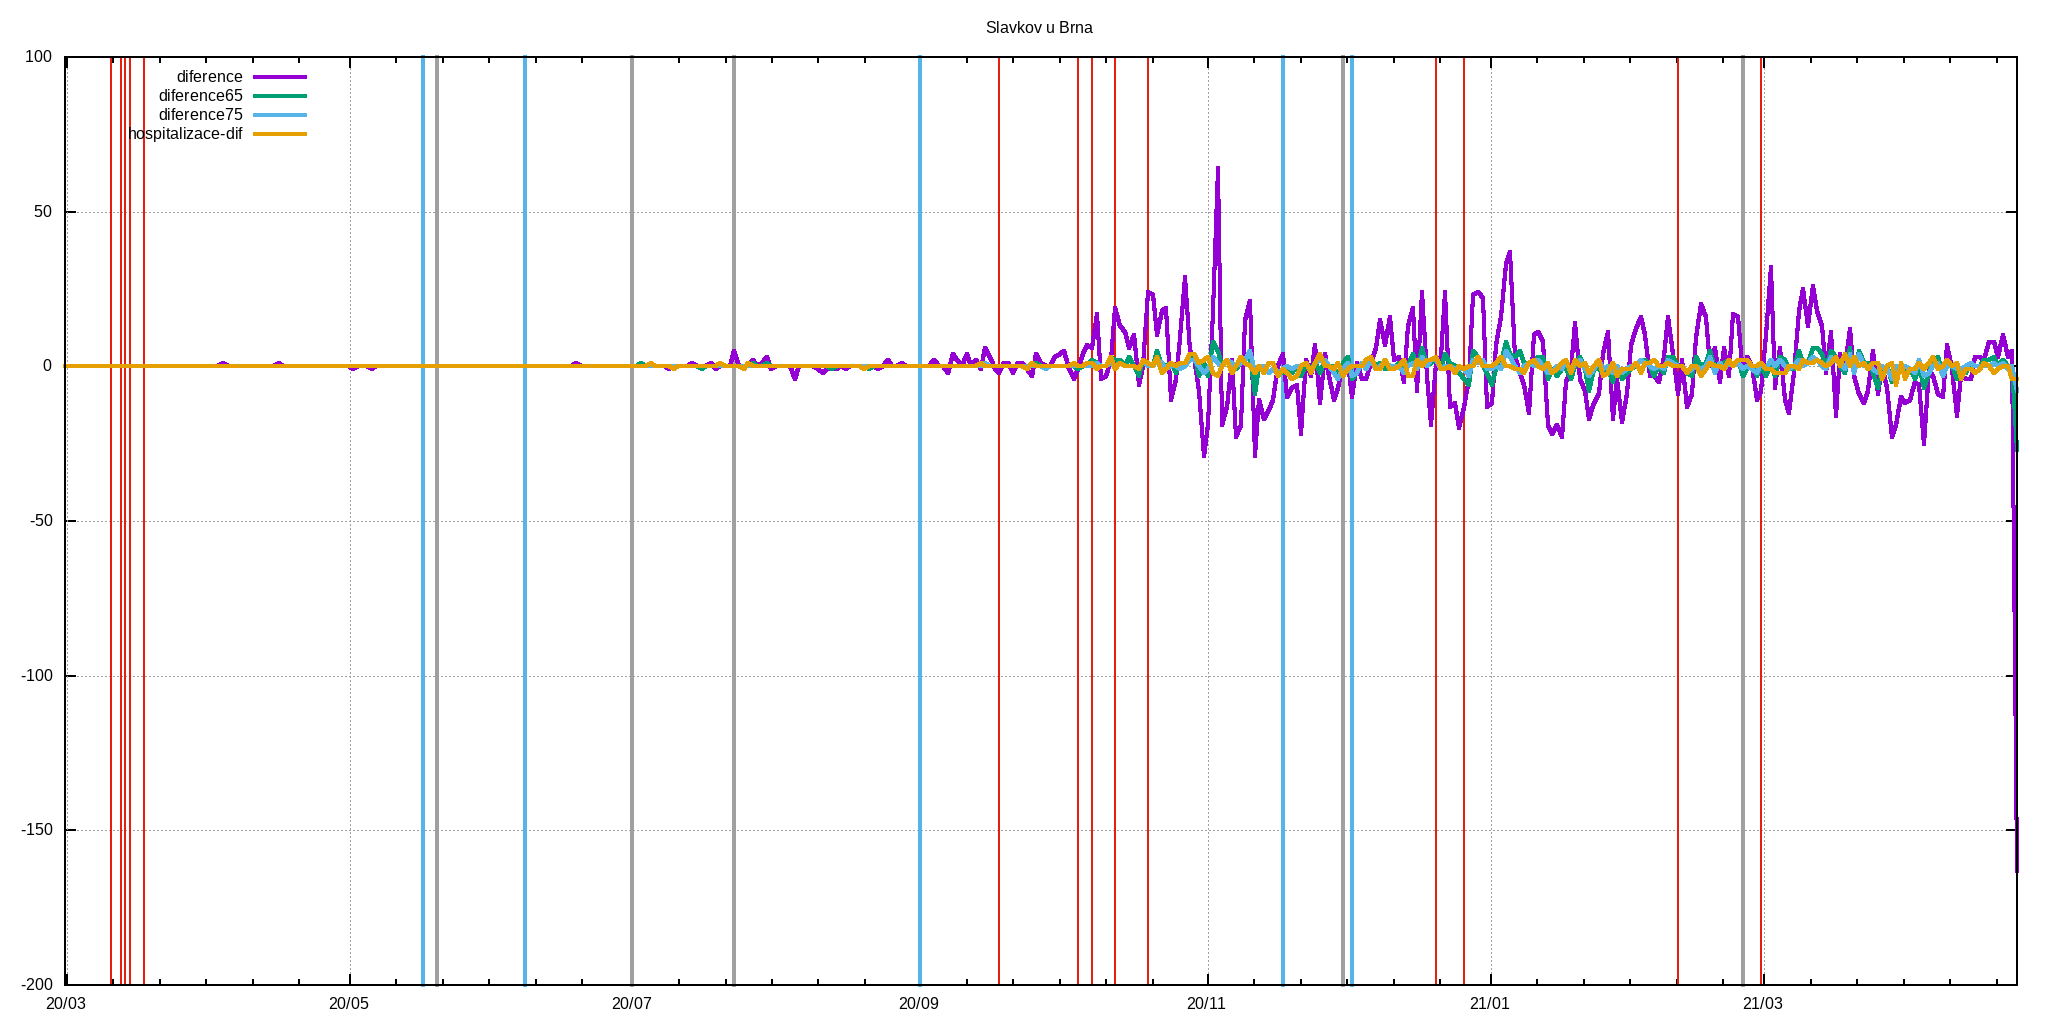 Slavkov u Brna
100
50
0
-50
-100
-150
-200
diference
diference65
diference75
hospitalizace-dif
20/03 20/05 20/07 20/09 20/11 21/01 21/03